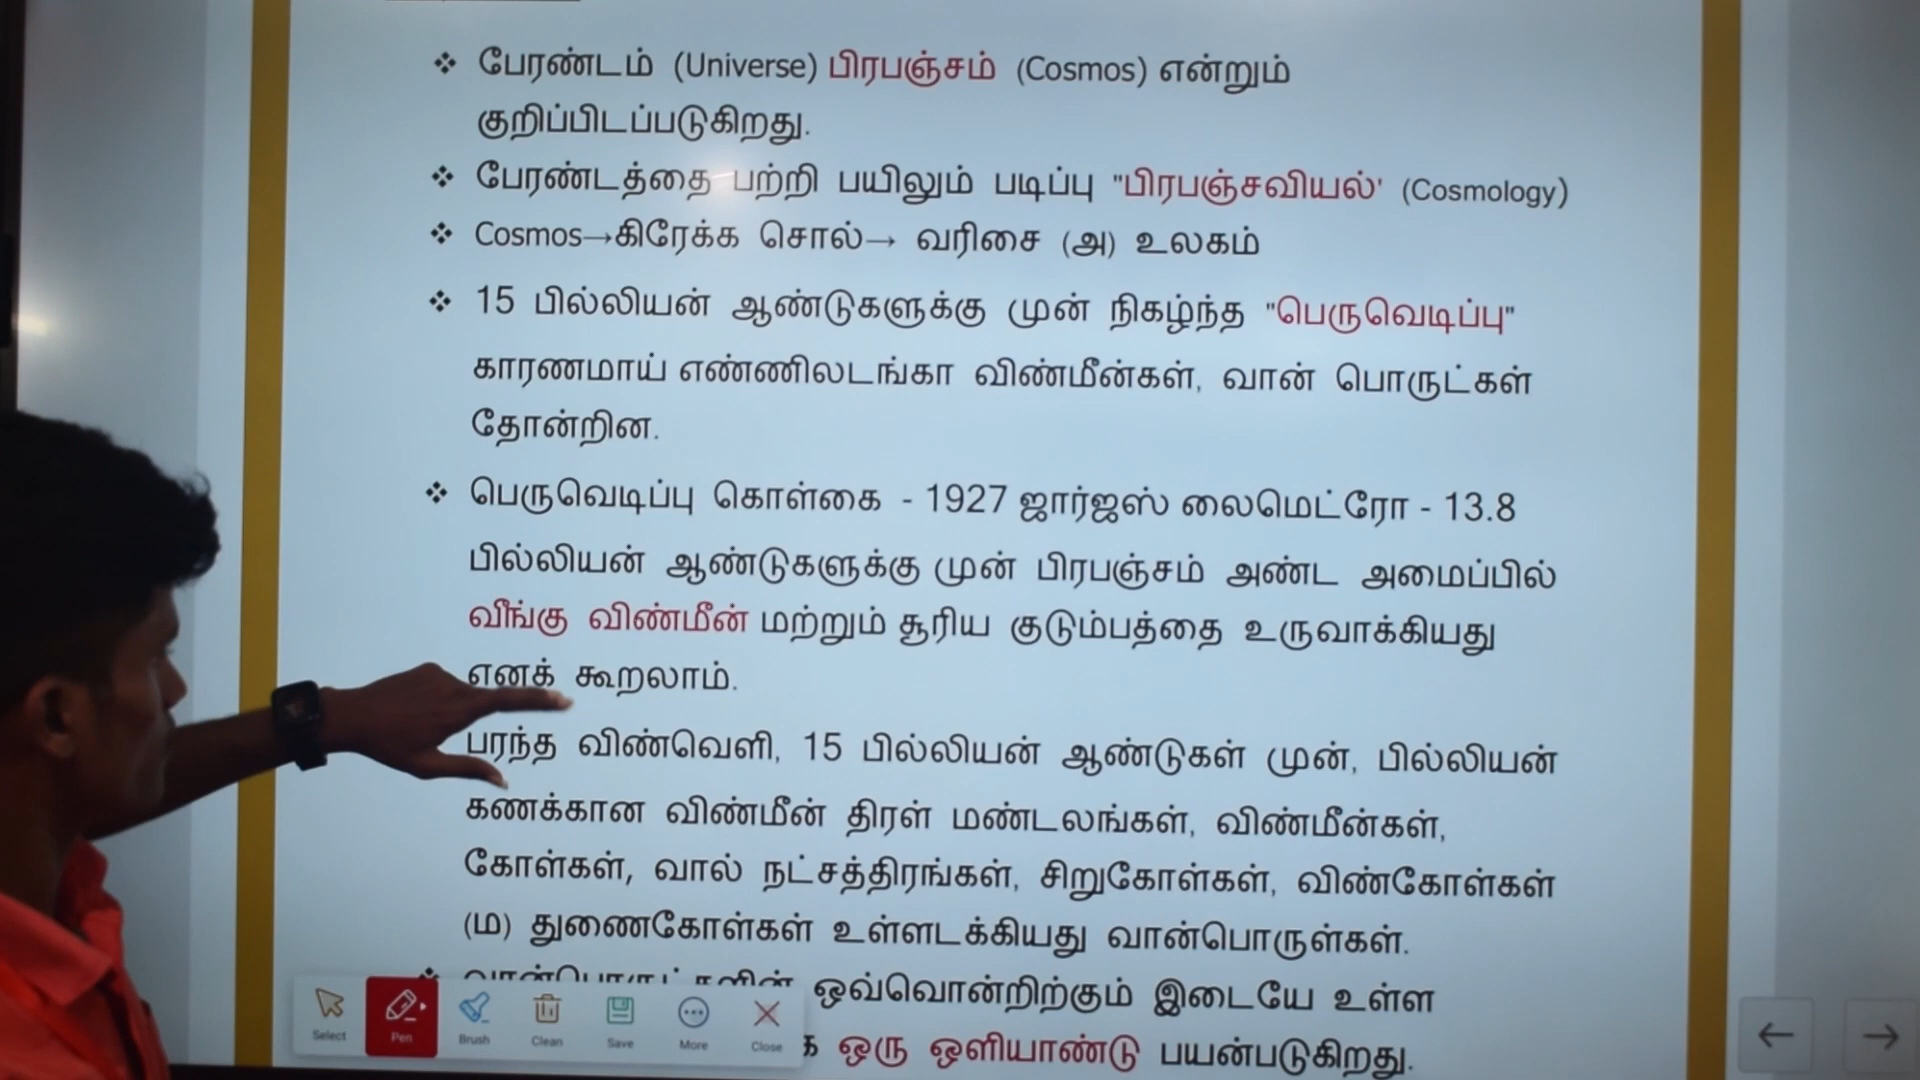 ❖ பேரண்டம் (Universe) பிரபஞ்சம் (Cosmos) என்றும்
குறிப்பிடப்படுகிறது.
❖ பேரண்டத்தை பற்றி பயிலும் படிப்பு "பிரபஞ்சவியல்' (Cosmology)
❖ Cosmos→கிரேக்க சொல்→ வரிசை (அ) உலகம்
❖ 15 பில்லியன் ஆண்டுகளுக்கு முன் நிகழ்ந்த "பெருவெடிப்பு"
காரணமாய் எண்ணிலடங்கா விண்மீன்கள், வான் பொருட்கள்
தோன்றின.
❖ பெருவெடிப்பு கொள்கை - 1927 ஜார்ஜஸ் லைமெட்ரோ - 13.8
பில்லியன் ஆண்டுகளுக்கு முன் பிரபஞ்சம் அண்ட அமைப்பில்
வீங்கு விண்மீன் மற்றும் சூரிய குடும்பத்தை உருவாக்கியது
எனக் கூறலாம்.
பரந்த விண்வெளி, 15 பில்லியன் ஆண்டுகள் முன், பில்லியன்
கணக்கான விண்மீன் திரள் மண்டலங்கள், விண்மீன்கள்,
கோள்கள், வால் நட்சத்திரங்கள், சிறுகோள்கள், விண்கோள்கள்
(ம) துணைகோள்கள் உள்ளடக்கியது வான்பொருள்கள்.
ஒவ்வொன்றிற்கும் இடையே உள்ள
ஒரு ஒளியாண்டு பயன்படுகிறது.
Select Pen Brush Clean Save More Close